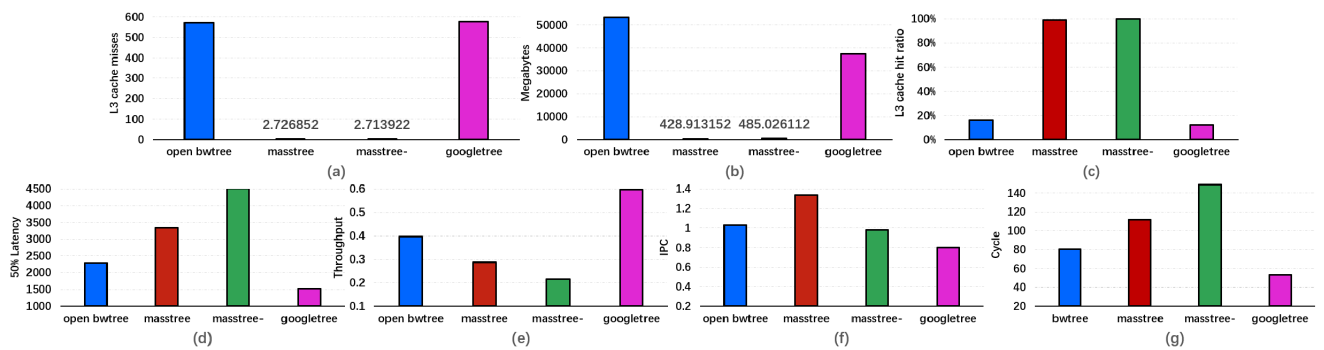 L3 cache misses
600
500
400
300
200
100
0
2.726852 2.713922
open bwtree masstree masstree- googletree
(a)
Megabytes
50000
40000
30000
20000
10000
0
428.913152 485.026112
open bwtree masstree masstree- googletree
(b)
L3 cache hit ratio
100%
80%
60%
40%
20%
0%
open bwtree masstree masstree- googletree
(c)
50% Latency
4500
4000
3500
3000
2500
2000
1500
1000
open bwtree masstree masstree- googletree
(d)
Throughput
0.6
0.5
0.4
0.3
0.2
0.1
open bwtree masstree masstree- googletree
(e)
IPC
1.4
1.2
1
0.8
0.6
0.4
0.2
open bwtree masstree masstree- googletree
(f)
Cycle
140
120
100
80
60
40
20
bwtree masstree masstree- googletree
(g)